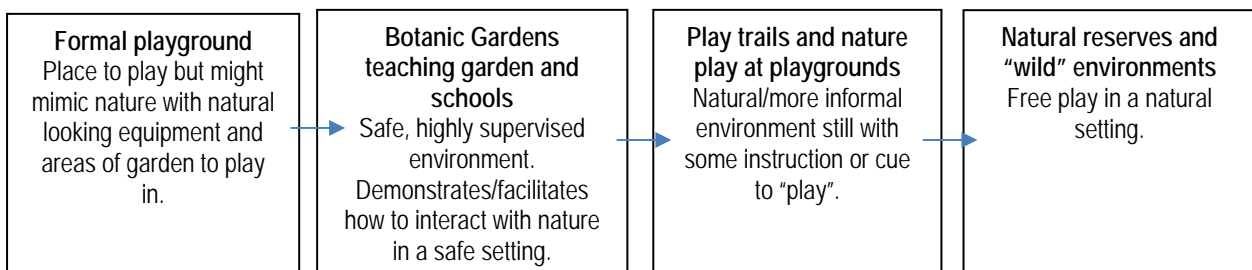 Formal playground
Place to play but might
mimic nature with natural
looking equipment and
areas of garden to play
in.
Botanic Gardens
teaching garden and
schools
Safe, highly supervised
environment.
Demonstrates/facilitates
how to interact with nature
in a safe setting.
Play trails and nature
play at playgrounds
Natural/more informal
environment still with
some instruction or cue
to “play”.
Natural reserves and
“wild” environments
Free play in a natural
setting.